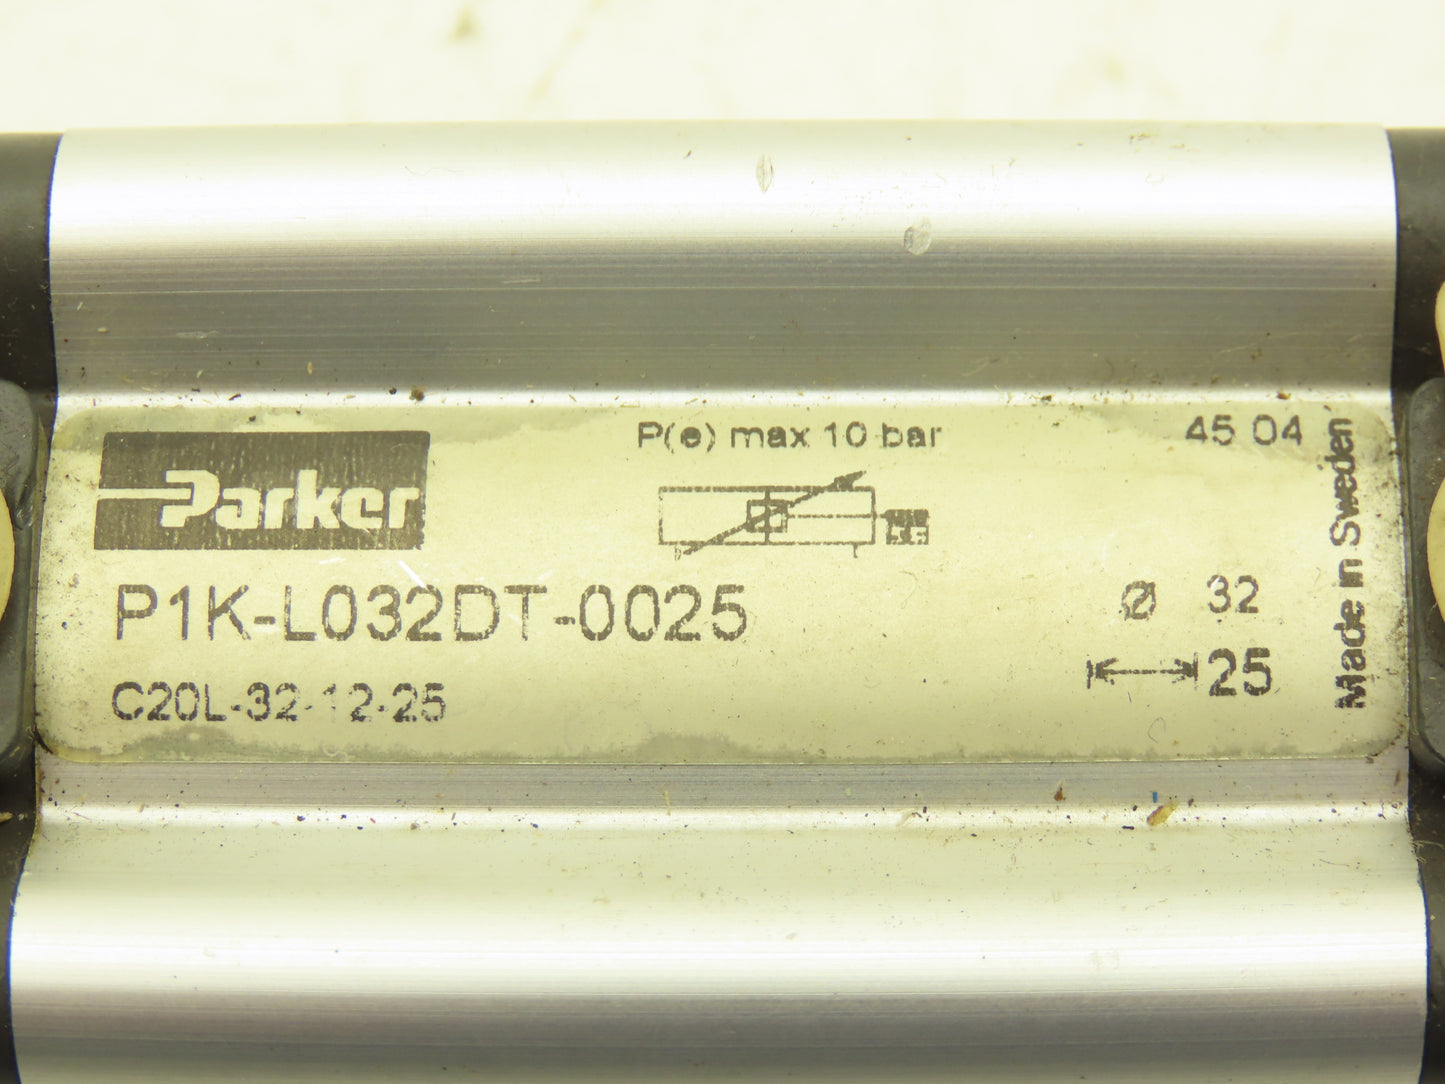 Parker
P(e) max 10 bar
45 04
P1K-L032DT-0025
C20L-32-12-25
Ø 32
25
Made in Sweden